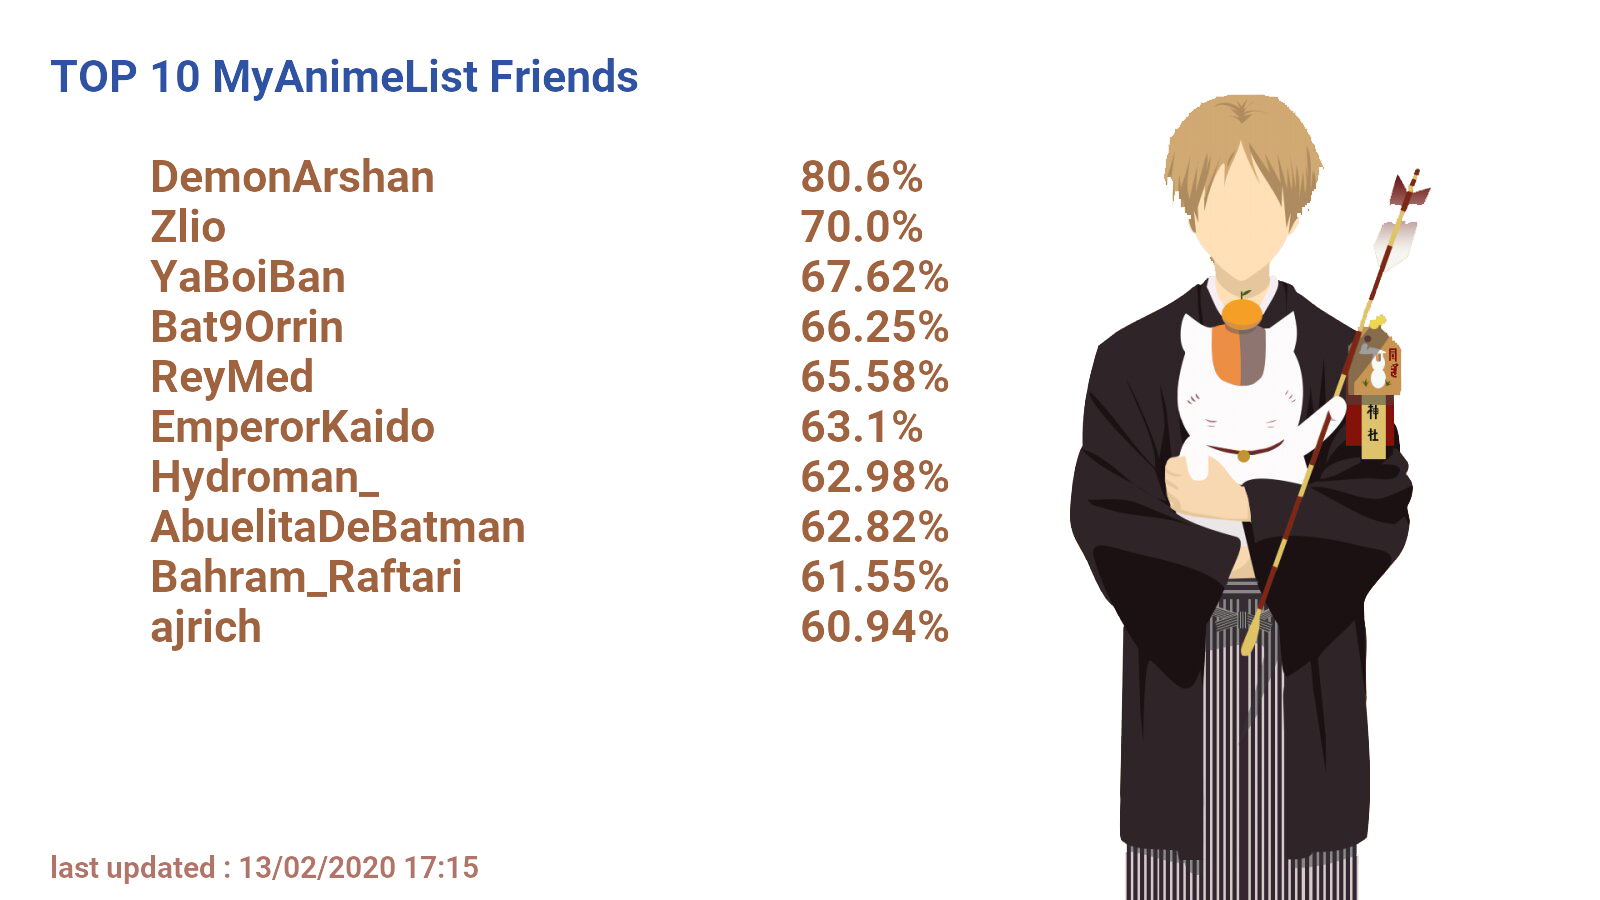 TOP 10 MyAnimeList Friends
DemonArshan 80.6%
Zlio 70.0%
YaBoiBan 67.62%
Bat9Orrin 66.25%
ReyMed 65.58%
EmperorKaido 63.1%
Hydroman_ 62.98%
AbuelitaDeBatman 62.82%
Bahram_Raftari 61.55%
ajrich 60.94%
神
社
last updated : 13/02/2020 17:15